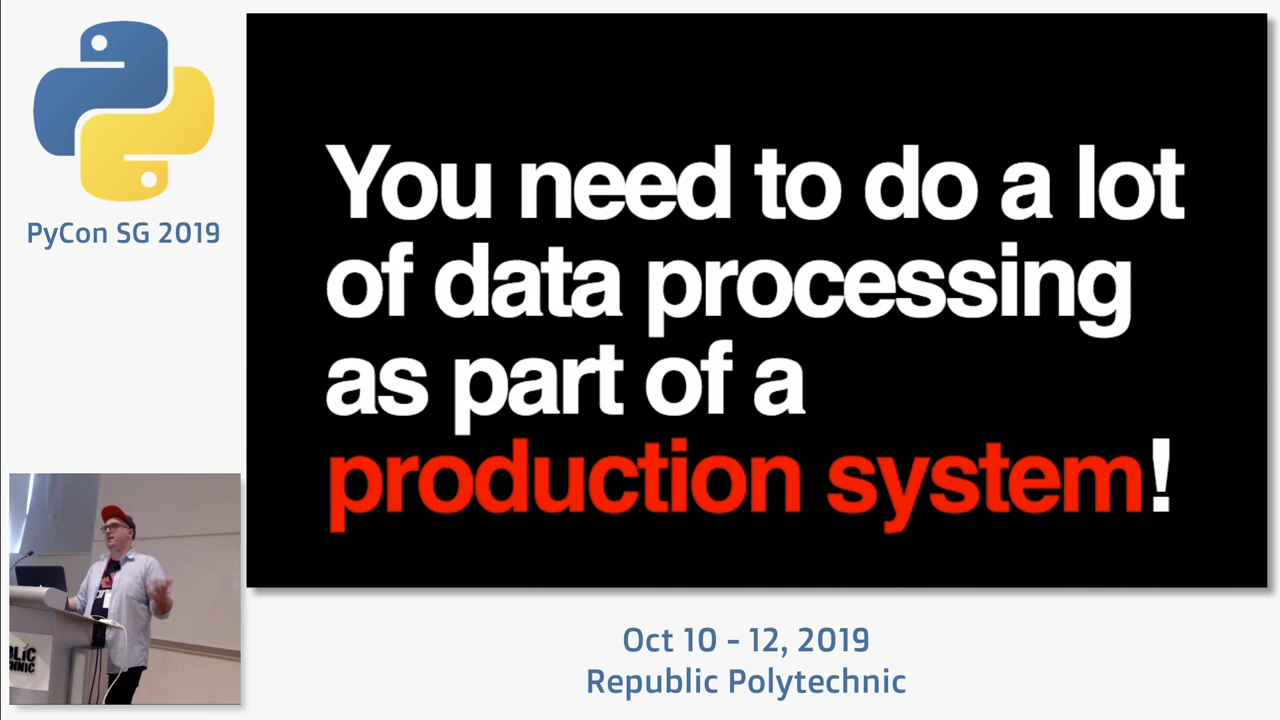 PyCon SG 2019
You need to do a lot
of data processing
as part of a
production system!
Oct 10 - 12, 2019
Republic Polytechnic